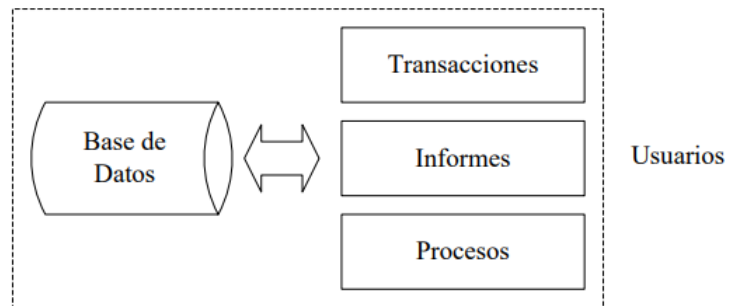 Transacciones
Base de
Datos
Informes
Usuarios
Procesos